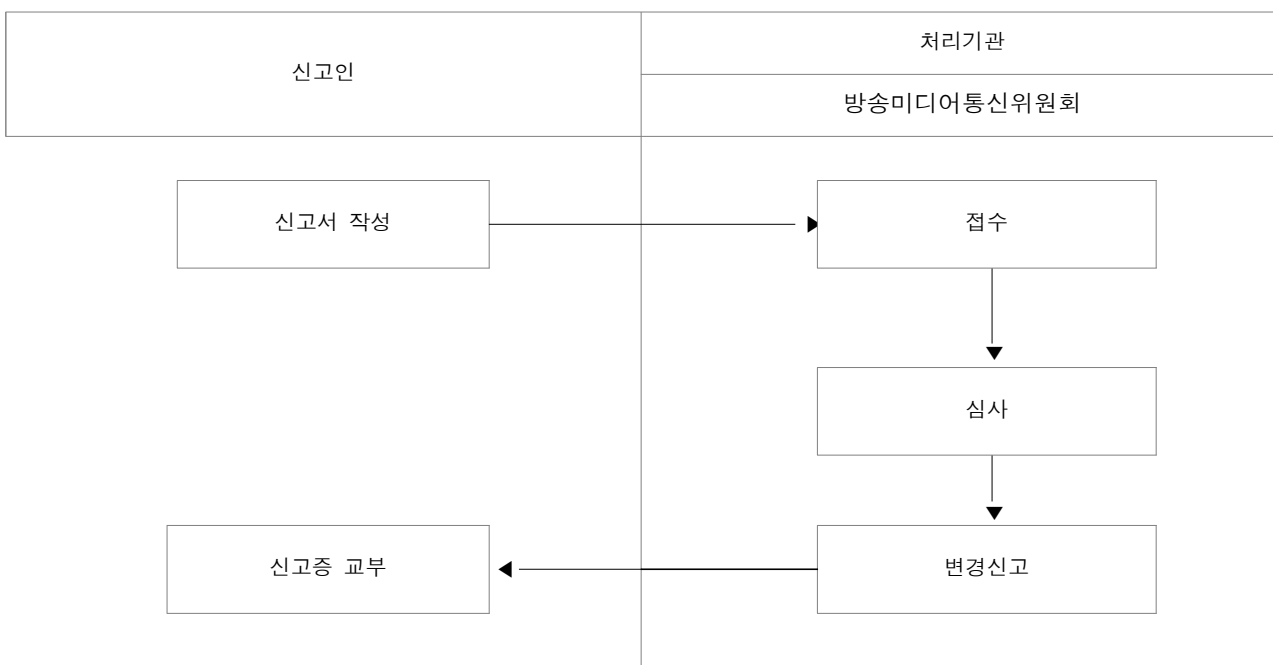 신고인
처리기관
방송미디어통신위원회
신고서 작성
접수
심사
신고증 교부
변경신고